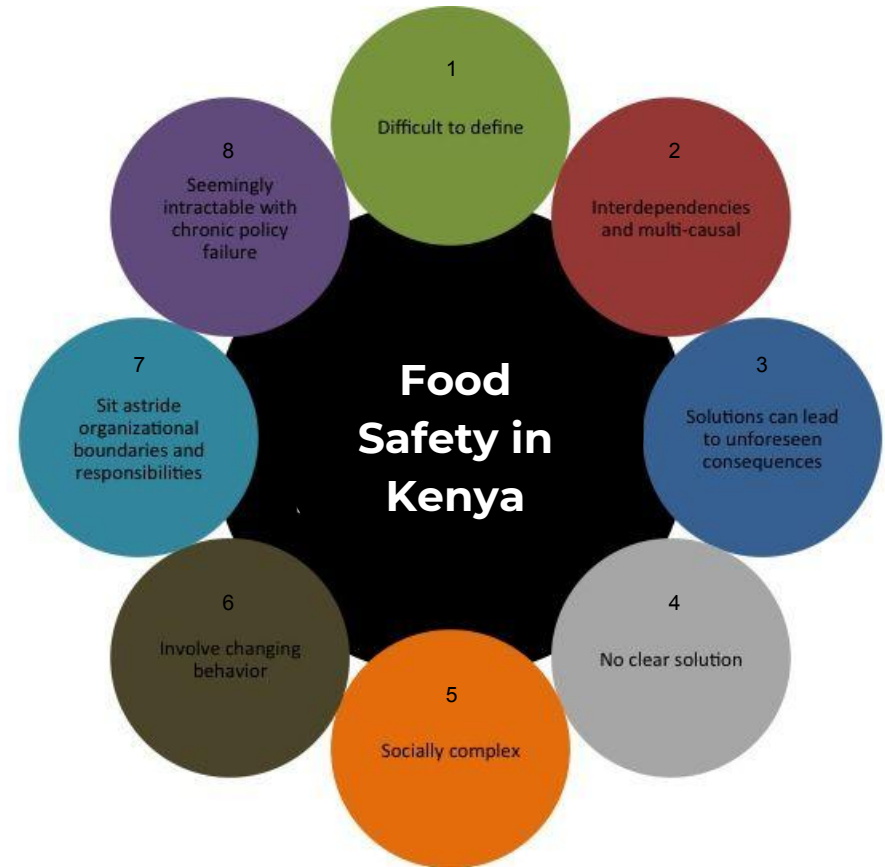 1
Difficult to define
2
Interdependencies
and multi-causal
3
Solutions can lead
to unforeseen
consequences
4
No clear solution
5
Socially complex
6
Involve changing
behavior
7
Sit astride
organizational
boundaries and
responsibilities
8
Seemingly
intractable with
chronic policy
failure
Food
Safety in
Kenya